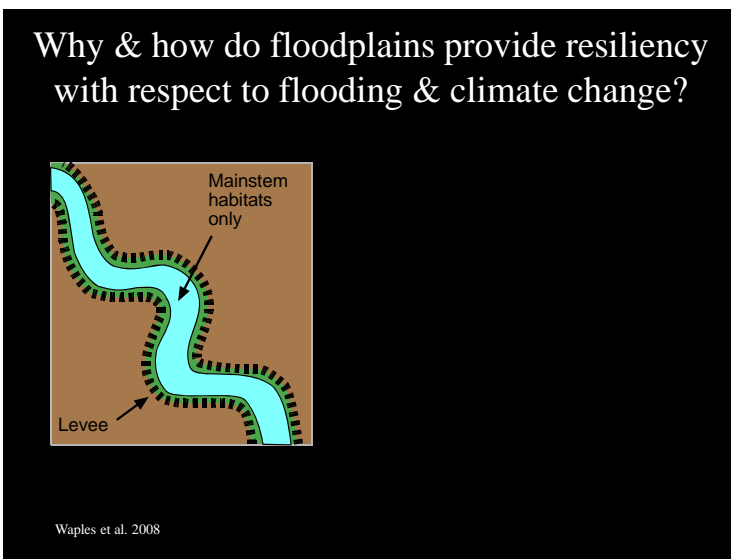 Why & how do floodplains provide resiliency
with respect to flooding & climate change?
Mainstem
habitats
only
Levee
Waples et al. 2008